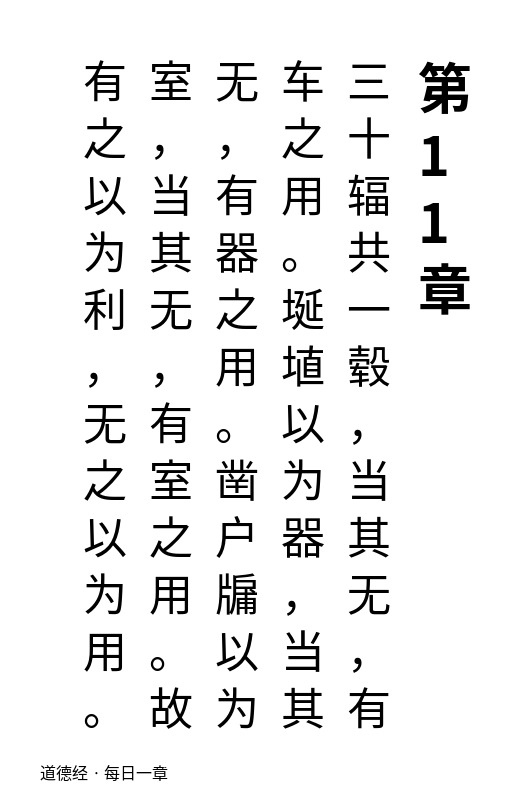 第11章
三十辐共一毂，当其无，有
车之用。埏埴以为器，当其
无，有器之用。凿户牖以为
室，当其无，有室之用。故
有之以为利，无之以为用。
道德经 · 每日一章